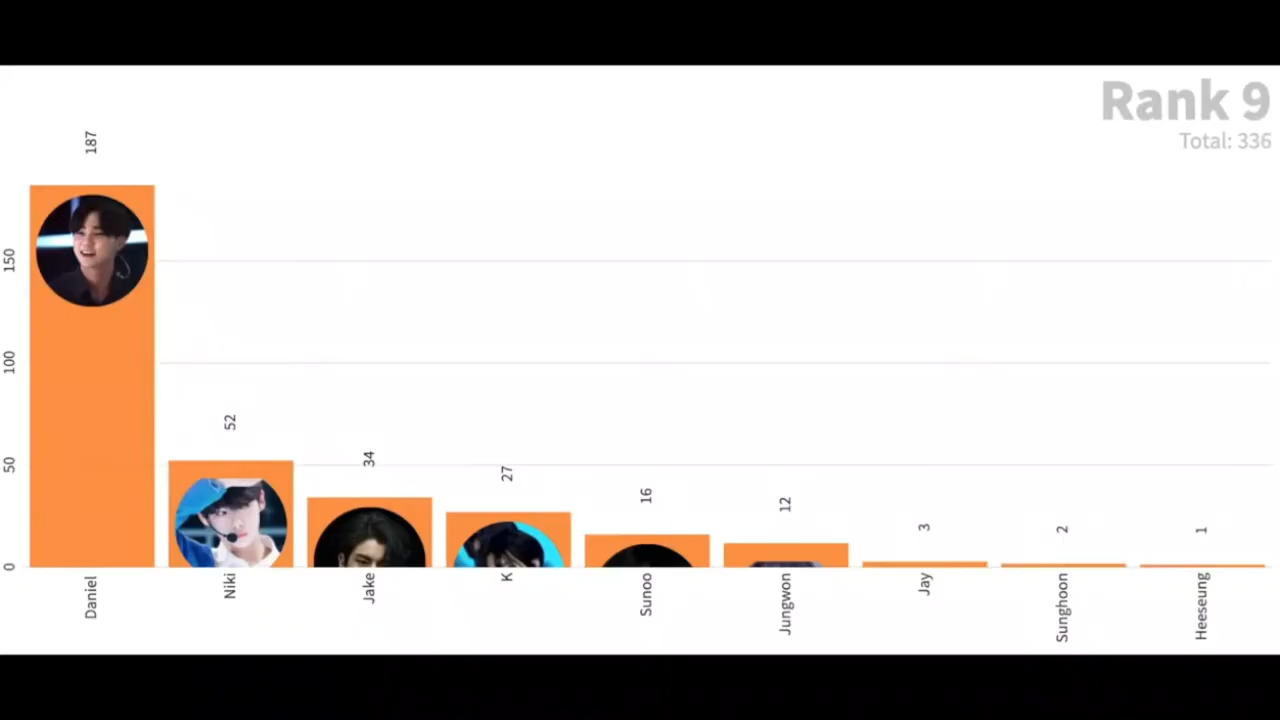 Rank 9
Total: 336
187
52
34
27
16
12
3
2
1
150
100
50
0
Daniel
Niki
Jake
K
Sunoo
Jungwon
Jay
Sunghoon
Heeseung